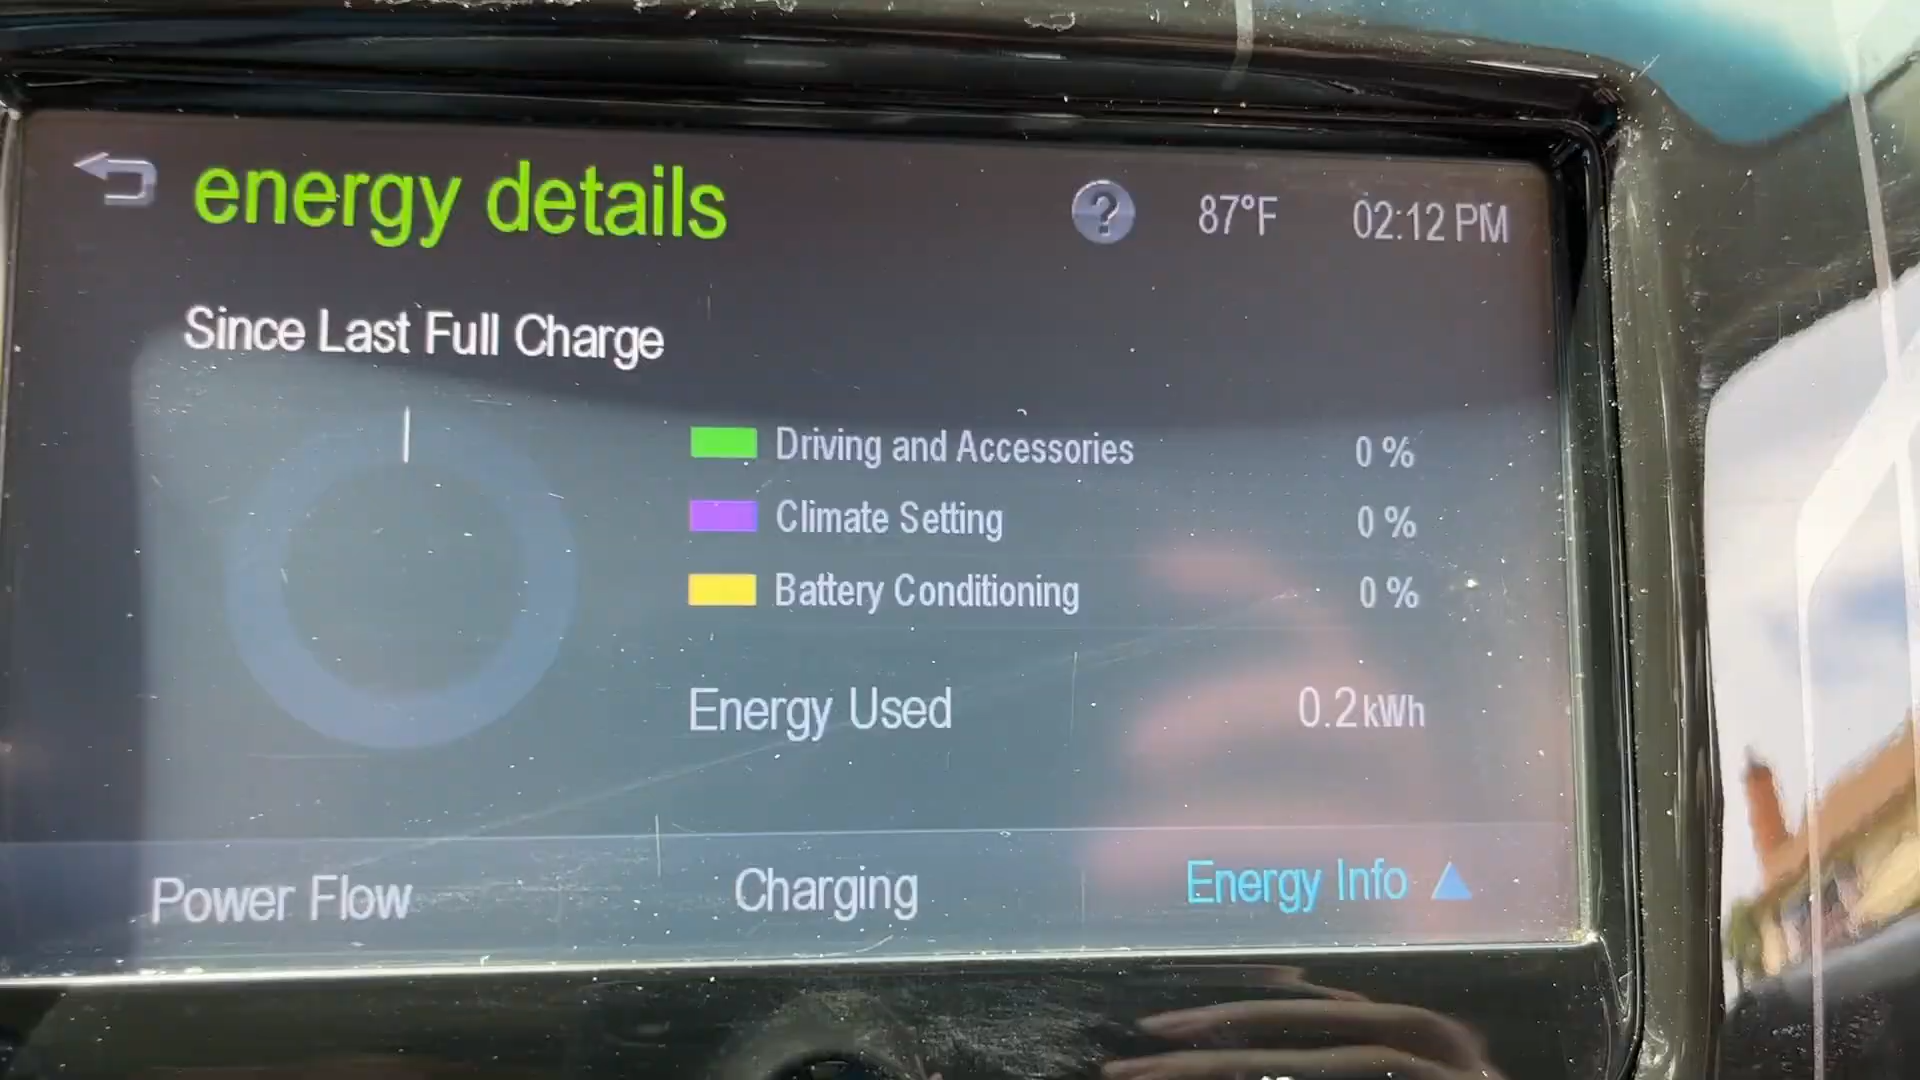 energy details
? 87°F 02:12 PM
Since Last Full Charge
Driving and Accessories 0 %
Climate Setting 0 %
Battery Conditioning 0 %
Energy Used 0.2 kWh
Power Flow Charging Energy Info